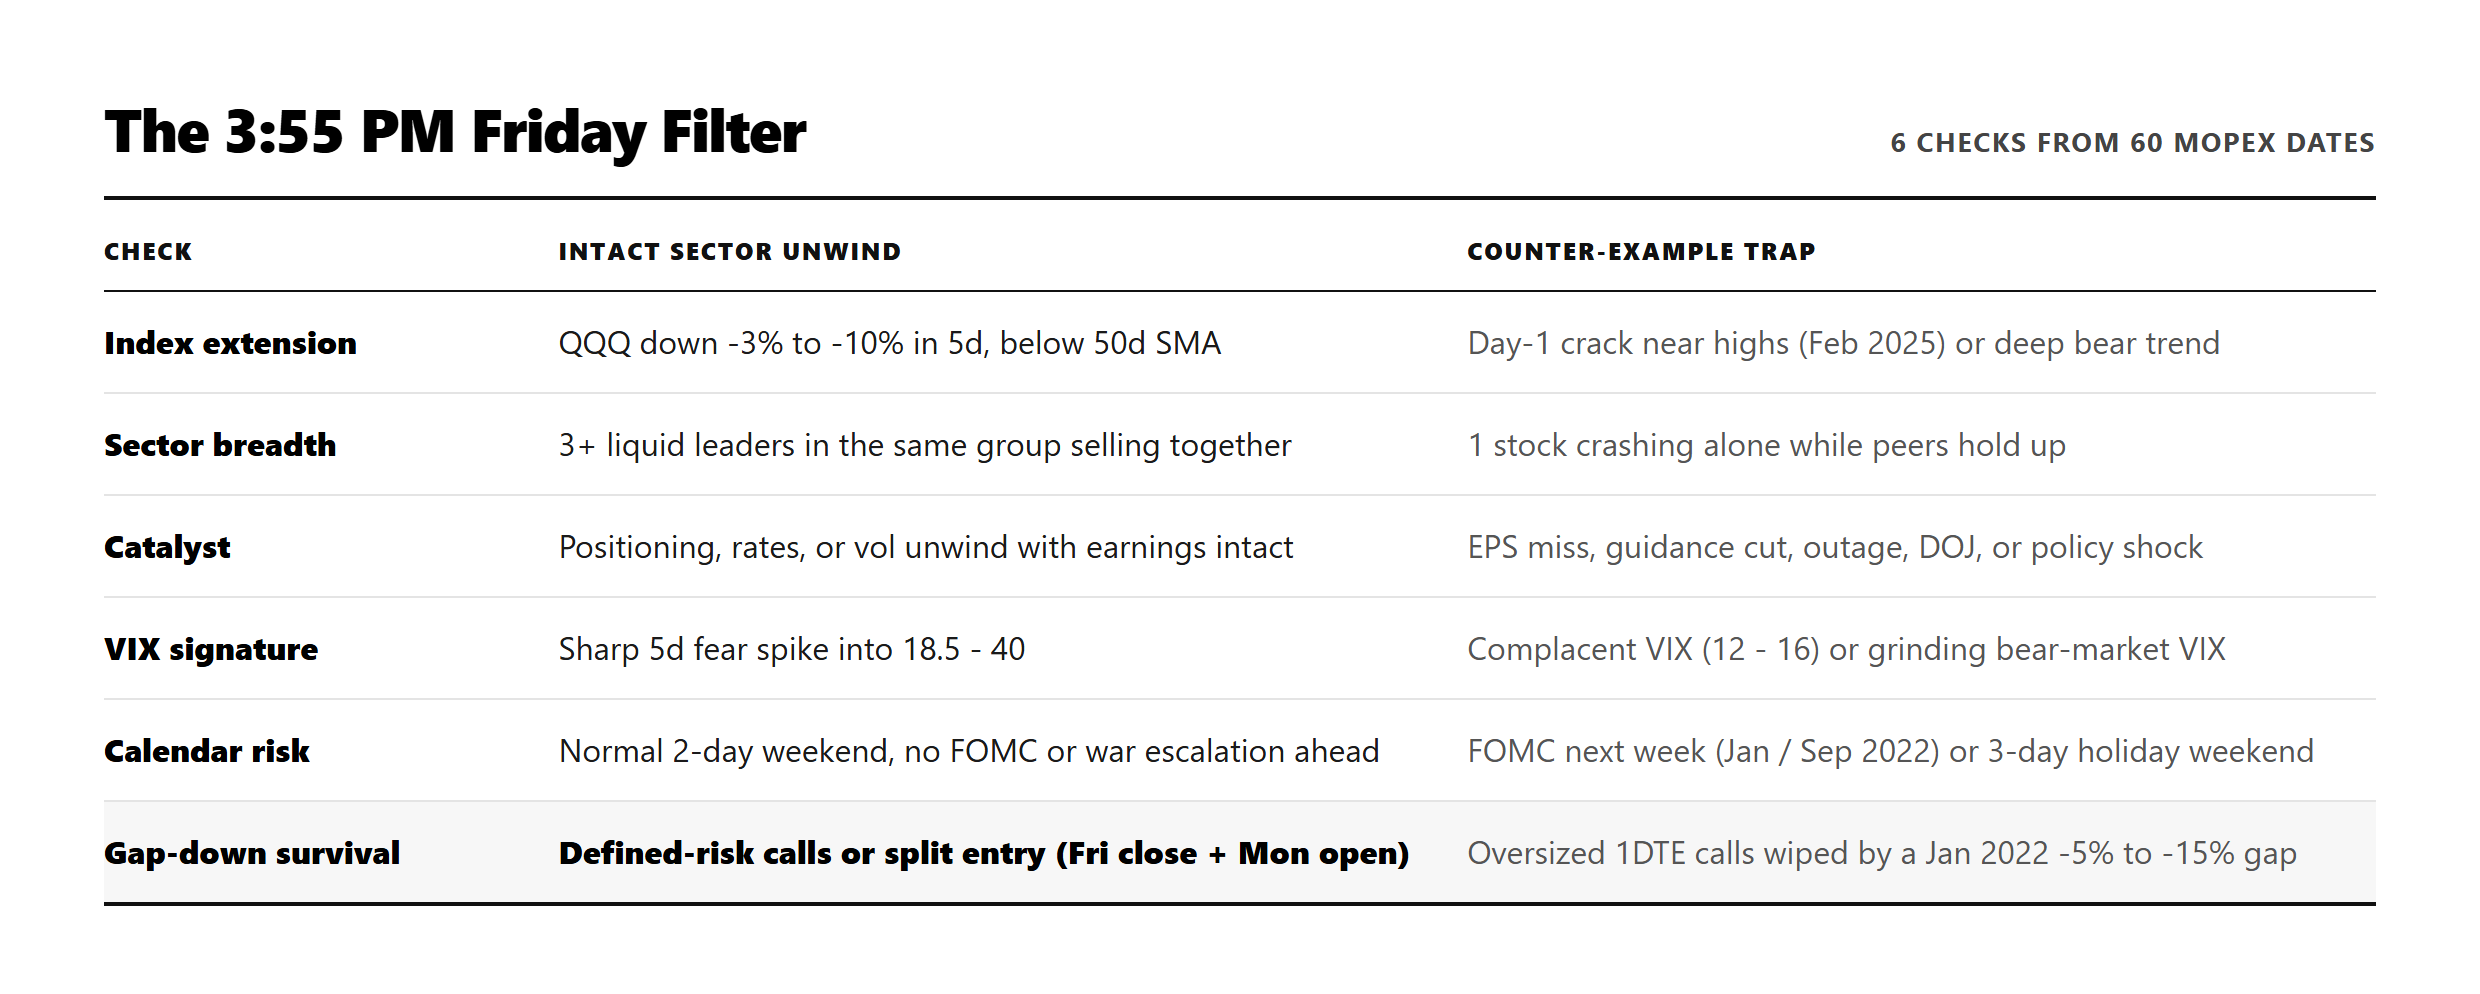 The 3:55 PM Friday Filter
6 CHECKS FROM 60 MOPEX DATES
CHECK INTACT SECTOR UNWIND COUNTER-EXAMPLE TRAP
Index extension QQQ down -3% to -10% in 5d, below 50d SMA Day-1 crack near highs (Feb 2025) or deep bear trend
Sector breadth 3+ liquid leaders in the same group selling together 1 stock crashing alone while peers hold up
Catalyst Positioning, rates, or vol unwind with earnings intact EPS miss, guidance cut, outage, DOJ, or policy shock
VIX signature Sharp 5d fear spike into 18.5 - 40 Complacent VIX (12 - 16) or grinding bear-market VIX
Calendar risk Normal 2-day weekend, no FOMC or war escalation ahead FOMC next week (Jan / Sep 2022) or 3-day holiday weekend
Gap-down survival Defined-risk calls or split entry (Fri close + Mon open) Oversized 1DTE calls wiped by a Jan 2022 -5% to -15% gap